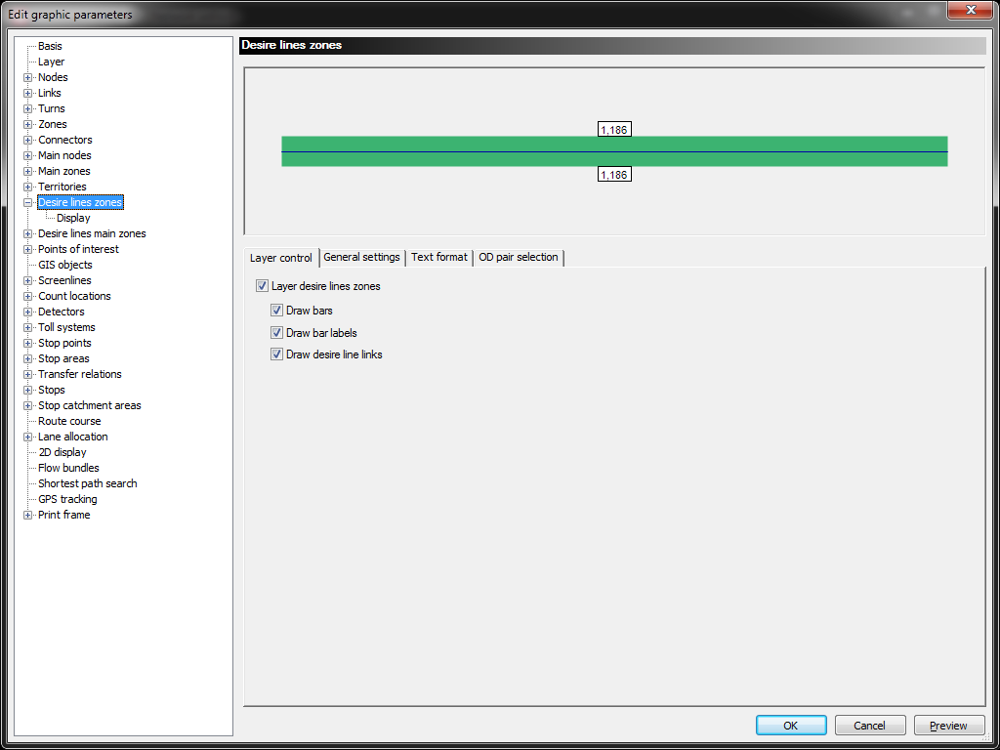 Edit graphic parameters
Basis
Layer
Nodes
Links
Turns
Zones
Connectors
Main nodes
Main zones
Territories
Desire lines zones
Display
Desire lines main zones
Points of interest
GIS objects
Screenlines
Count locations
Detectors
Toll systems
Stop points
Stop areas
Transfer relations
Stops
Stop catchment areas
Route course
Lane allocation
2D display
Flow bundles
Shortest path search
GPS tracking
Print frame
Desire lines zones
1,186
1,186
Layer control General settings Text format OD pair selection
Layer desire lines zones
Draw bars
Draw bar labels
Draw desire line links
OK Cancel Preview